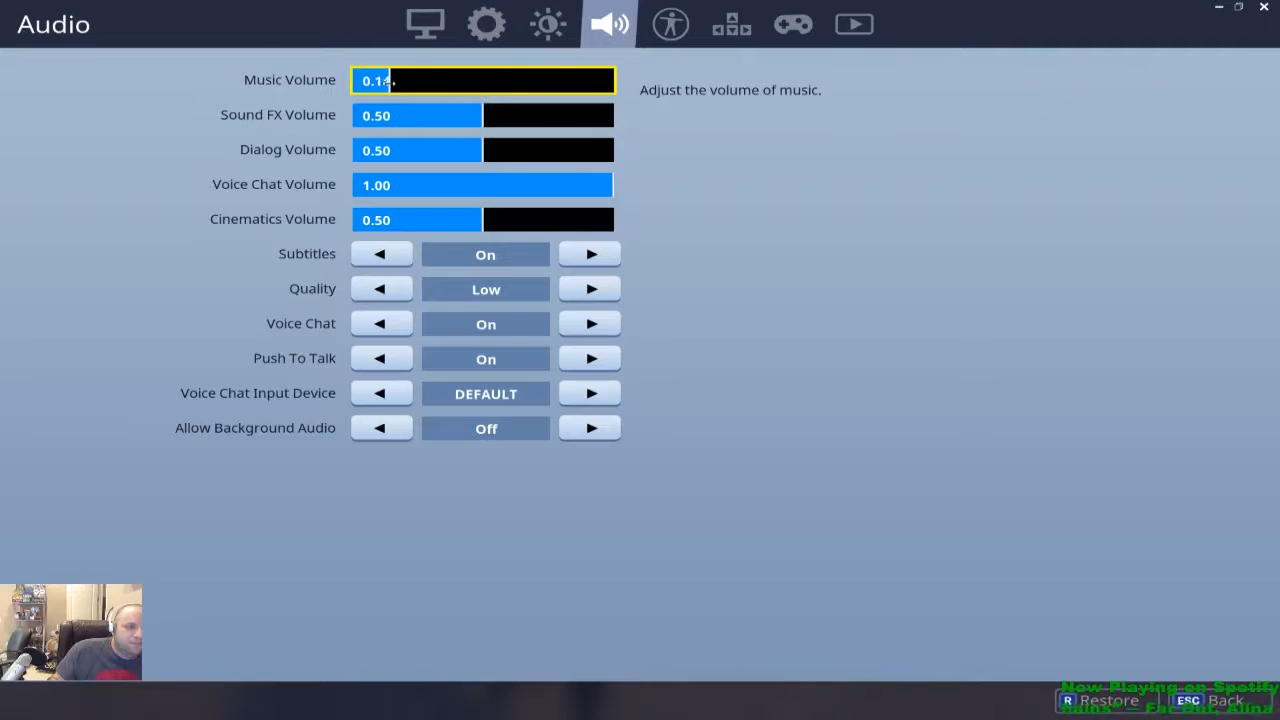 Audio
Music Volume
Adjust the volume of music.
Sound FX Volume 0.50
Dialog Volume 0.50
Voice Chat Volume 1.00
Cinematics Volume 0.50
Subtitles On
Quality Low
Voice Chat On
Push To Talk On
Voice Chat Input Device DEFAULT
Allow Background Audio Off
Now Playing on Spotify
R Restore ESC Back